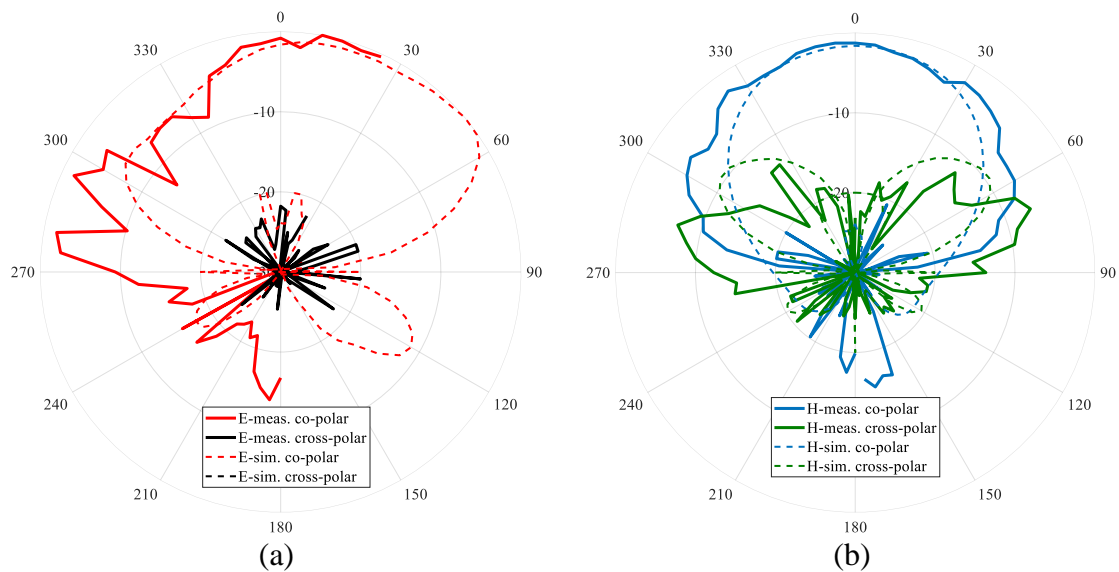 0
30
60
90
120
150
180
210
240
270
300
330
-10
-20
E-meas. co-polar
E-meas. cross-polar
E-sim. co-polar
E-sim. cross-polar
(a)
0
30
60
90
120
150
180
210
240
270
300
330
-10
-20
H-meas. co-polar
H-meas. cross-polar
H-sim. co-polar
H-sim. cross-polar
(b)